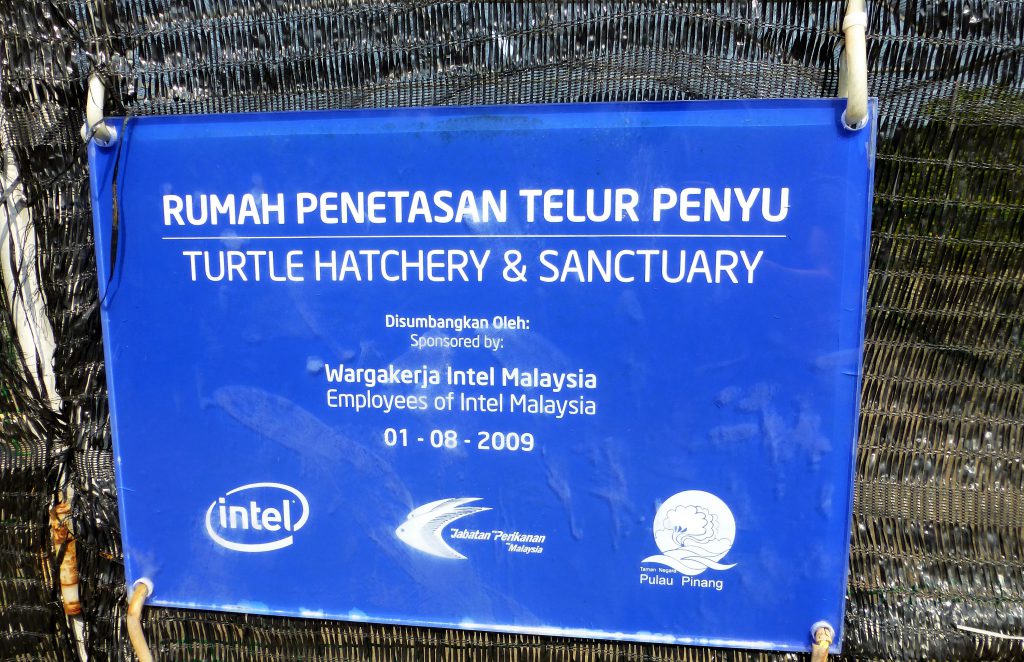 RUMAH PENETASAN TELUR PENYU
TURTLE HATCHERY & SANCTUARY
Disumbangkan Oleh:
Sponsored by:
Wargakerja Intel Malaysia
Employees of Intel Malaysia
01 - 08 - 2009
intel
Jabatan Perikanan
Malaysia
Taman Negara
Pulau Pinang